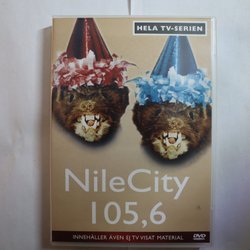 HELA TV-SERIEN
NileCity
105,6
INNEHÅLLER ÄVEN EJ TV VISAT MATERIAL
DVD